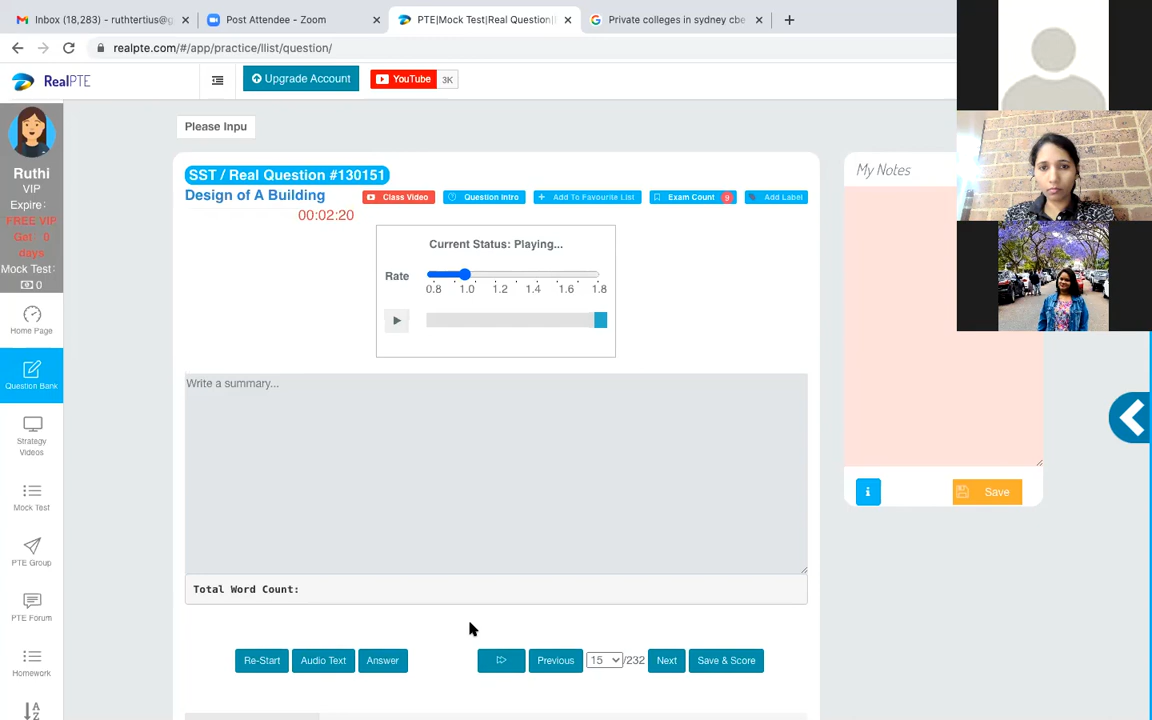 Inbox (18,283) - ruthtertius@g
Post Attendee - Zoom
PTE|Mock Test|Real Question|
Private colleges in sydney cbe
realpte.com/#/app/practice/llist/question/
RealPTE
Upgrade Account
YouTube
3K
Please Inpu
Ruthi
VIP
Expire:
FREE VIP
Get 0
days
Mock Test:
0
Home Page
Question Bank
Strategy
Videos
Mock Test
PTE Group
PTE Forum
Homework
SST / Real Question #130151
Design of A Building
Class Video
Question Intro
Add To Favourite List
Exam Count 9
Add Label
00:02:20
Current Status: Playing...
Rate
0.8 1.0 1.2 1.4 1.6 1.8
Write a summary...
Total Word Count:
Re-Start
Audio Text
Answer
Previous
15
/232
Next
Save & Score
My Notes
i
Save